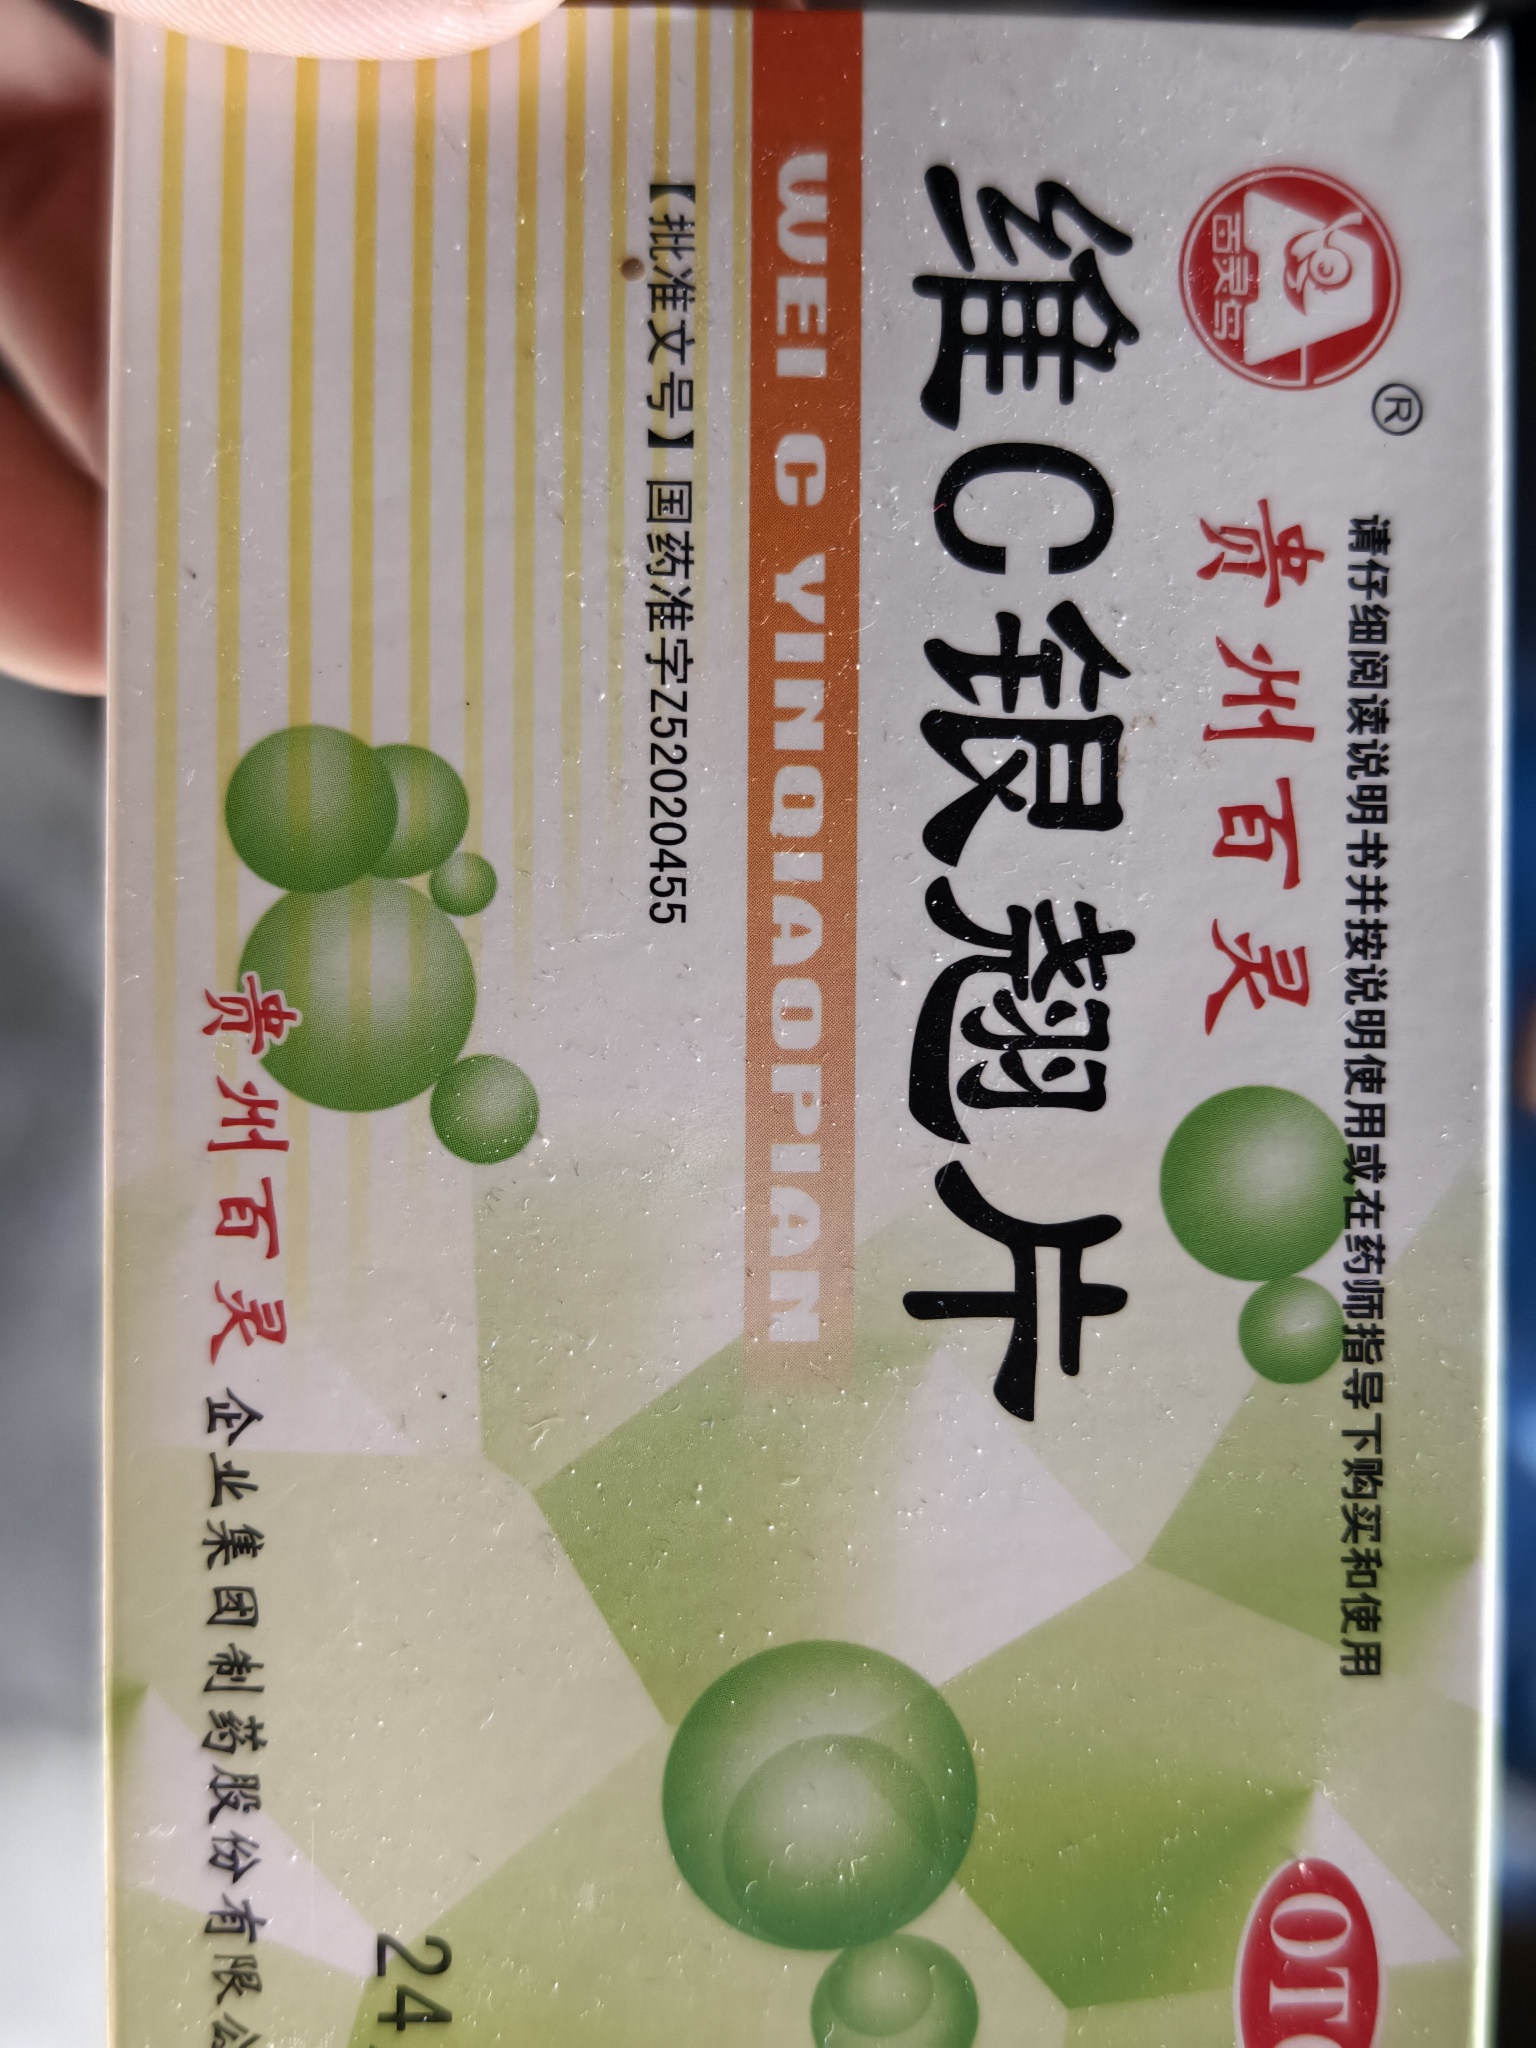 请仔细阅读说明书并按说明使用或在药师指导下购买和使用
®
百灵鸟
贵州百灵
OT
维C银翘片
WEI C YINQIAOPIAN
【批准文号】国药准字Z52020455
24
贵州百灵企业集团制药股份有限公